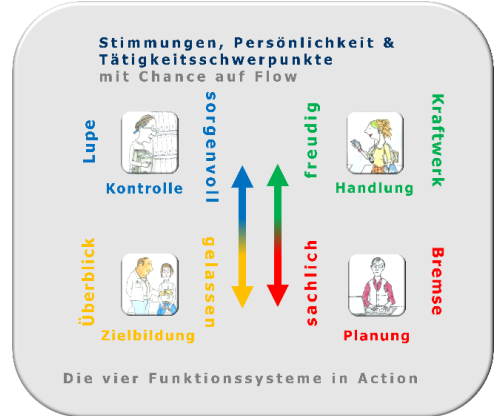 Stimmungen, Persönlichkeit &
Tätigkeitsschwerpunkte
mit Chance auf Flow
Lupe
Kontrolle
sorgenvoll
freudig
Handlung
Kraftwerk
Überblick
Zielbildung
gelassen
sachlich
Planung
Bremse
Die vier Funktionssysteme in Action